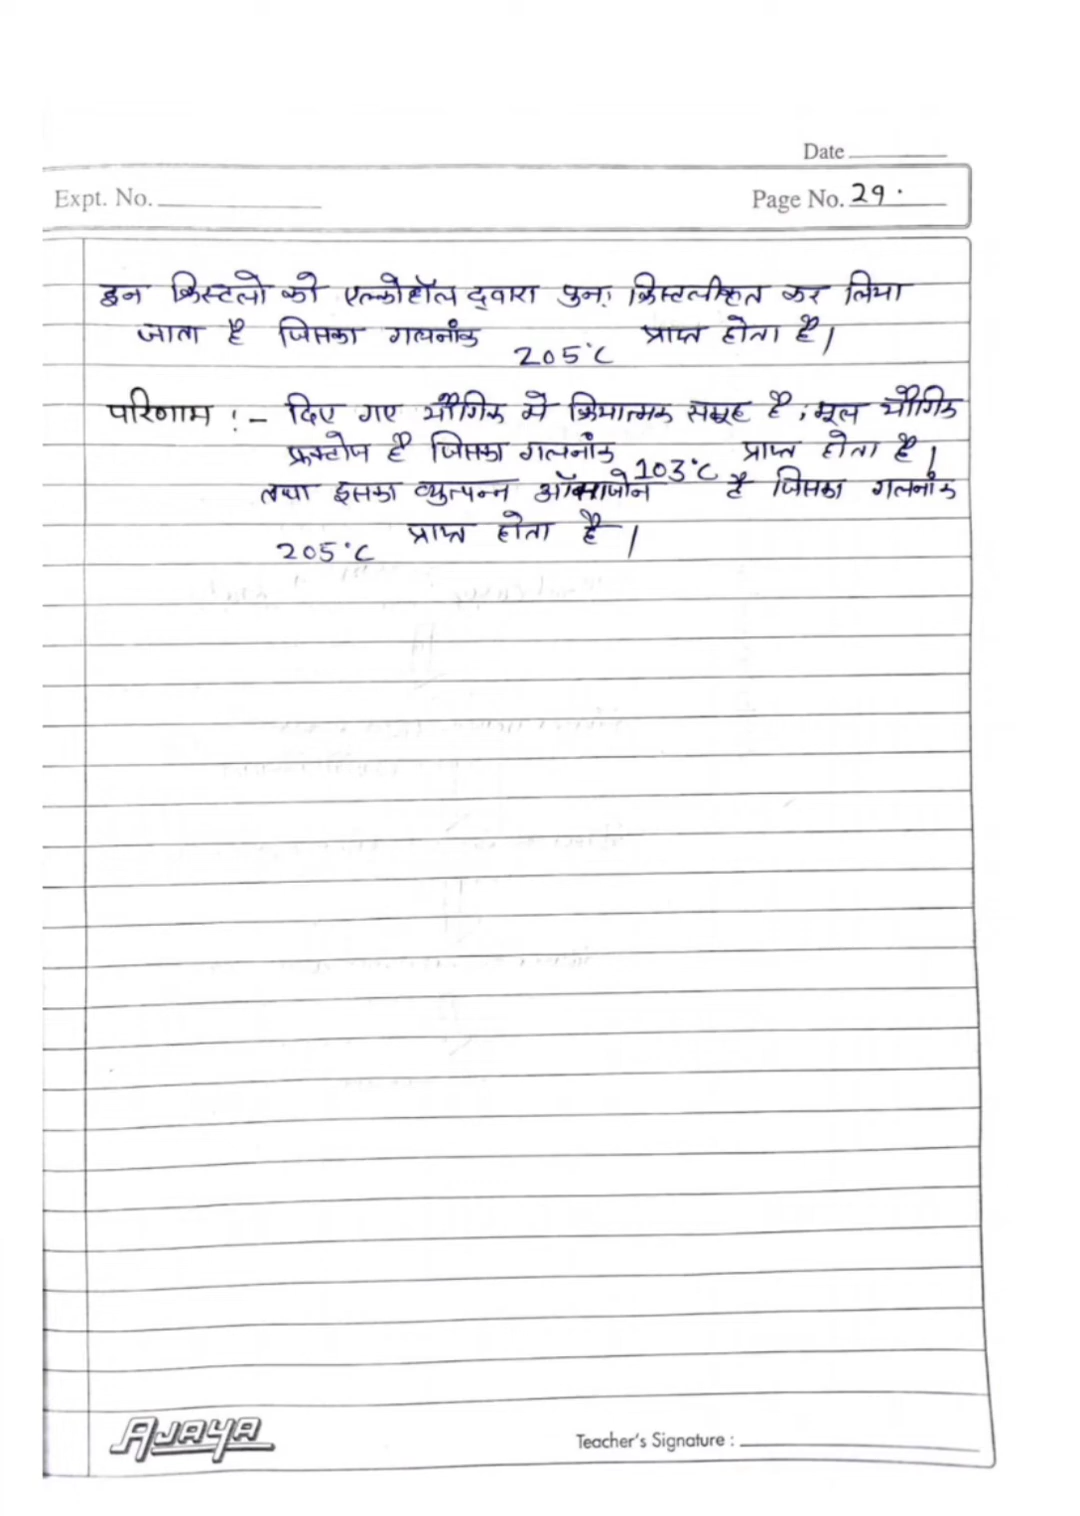 Date
Expt. No.
Page No. 29.
इन क्रिस्टलो को एल्कोहॉल द्वारा पुनः क्रिस्टलीकृत कर लिया
जाता है जिसका गलनांक 205°C प्राप्त होता है।
परिणाम :- दिए गए यौगिक मे क्रियात्मक समूह है, मूल यौगिक
फ्रक्टोज है जिसका गलनांक 103°C प्राप्त होता है।
तथा इसका व्युत्पन्न ओसाजोन है जिसका गलनांक
205°C प्राप्त होता है।
AJAYA
Teacher's Signature :